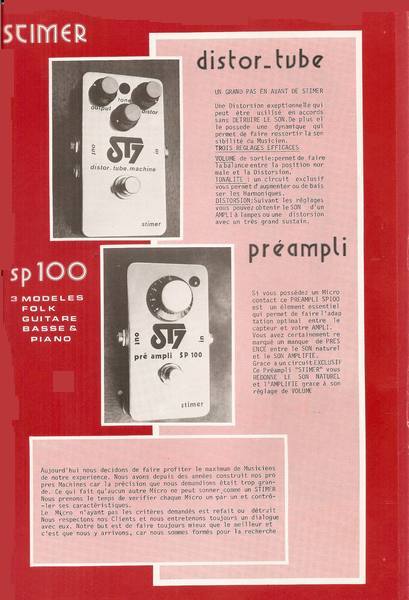 STIMER
distor_tube
UN GRAND PAS EN AVANT DE STIMER
Une Distorsion exeptionnelle qui
peut être utilisé en accords
sans DETRUIRE LE SON. De plus el
le possede une dynamique qui
permet de faire ressortir la sen
sibilité du Musicien.
TROIS REGLAGES EFFICACES
VOLUME de sortie:permet de faire
la balance entre la position nor
male et la Distorsion.
TONALITE : un circuit exclusif
vous permet d'augmenter ou de bais
ser les Harmoniques.
DISTORSION:Suivant les réglages
vous pouvez obtenir le SON d'un
AMPLI à lampes ou une distorsion
avec un très grand sustain.
output
tone
distor
out
ST7
in
distor.tube.machine
stimer
préampli
sp 100
3 MODELES
FOLK
GUITARE
BASSE &
PIANO
out
ST7
in
pré ampli SP 100
stimer
Si vous possédez un Micro
contact ce PREAMPLI SP100
est un élement essentiel
qui permet de faire l'adap
tation optimal entre le
capteur et votre AMPLI.
Vous avez certainement re
marqué un manque de PRES
ENCE entre le SON naturel
et le SON AMPLIFIE.
Grace a un circuit EXCLUSIF
Ce Préampli "STIMER" vous
REDONNE LE SON NATUREL
et l'AMPLIFIE grace à son
réglage de VOLUME
Aujourd'hui nous decidons de faire profiter le maximum de Musiciens
de notre experience. Nous avons depuis des années construit nos pro
pres Machines car la précision que nous demandions était trop gran-
de. Ce qui fait qu'aucun autre Micro ne peut sonner comme un STIMER
Nous prenons le temps de verifier chaque Micro un par un et contrô-
-ler ses caractéristiques.
Le Micro n'ayant pas les critères demandés est refait ou détruit
Nous respectons nos Clients et nous entretenons toujours un dialogue
avec eux. Notre but est de faire toujours mieux que le meilleur et
c'est que nous y arrivons, car nous sommes formés pour la recherche